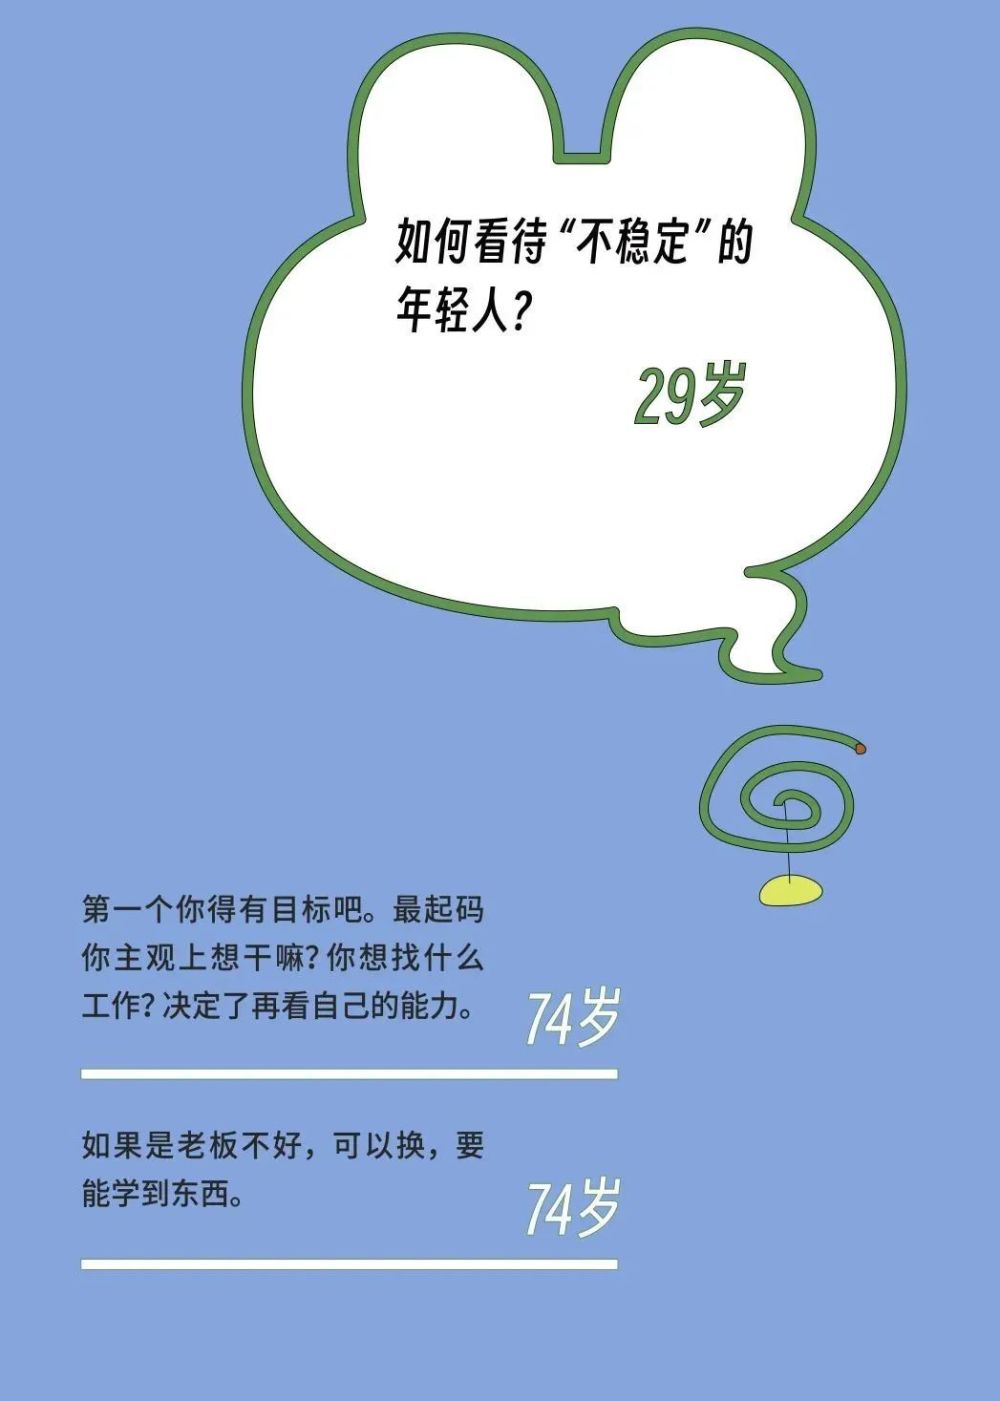 如何看待“不稳定”的
年轻人？
29岁
第一个你得有目标吧。最起码
你主观上想干嘛？你想找什么
工作？决定了再看自己的能力。
74岁
如果是老板不好，可以换，要
能学到东西。
74岁